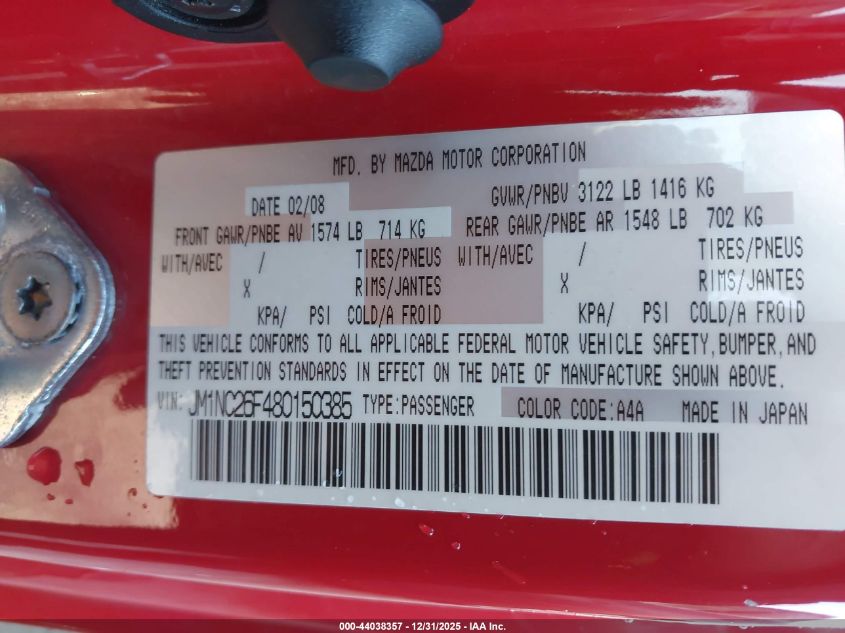 MFD. BY MAZDA MOTOR CORPORATION
DATE 02/08 GVWR/PNBV 3122 LB 1416 KG
FRONT GAWR/PNBE AV 1574 LB 714 KG REAR GAWR/PNBE AR 1548 LB 702 KG
WITH/AVEC / TIRES/PNEUS WITH/AVEC / TIRES/PNEUS
X RIMS/JANTES X RIMS/JANTES
KPA/ PSI COLD/A FROID KPA/ PSI COLD/A FROID
THIS VEHICLE CONFORMS TO ALL APPLICABLE FEDERAL MOTOR VEHICLE SAFETY, BUMPER, AND
THEFT PREVENTION STANDARDS IN EFFECT ON THE DATE OF MANUFACTURE SHOWN ABOVE.
VIN: JM1NC26F480150385 TYPE:PASSENGER COLOR CODE:A4A MADE IN JAPAN
000-44038357 - 12/31/2025 - IAA Inc.